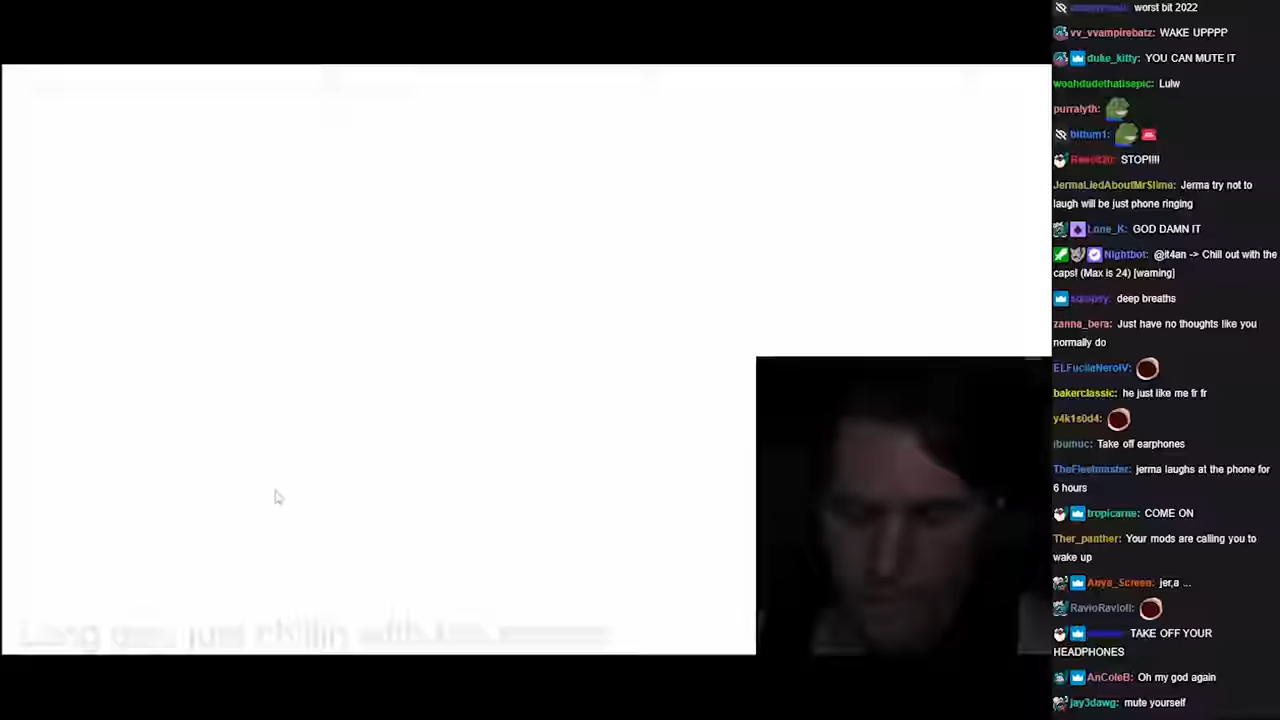 worst bit 2022
vv_vvampirebatz: WAKE UPPPP
duke_kitty: YOU CAN MUTE IT
woahdudethatisepic: Lulw
purralyth:
bittum1:
STOP!!!!
JermaLiedAboutMrSlime: Jerma try not to
laugh will be just phone ringing
Lone_K: GOD DAMN IT
Nightbot: @it4an -> Chill out with the
caps! (Max is 24) [warning]
deep breaths
zanna_bera: Just have no thoughts like you
normally do
ELFucileNeroIV:
bakerclassic: he just like me fr fr
y4k1s0d4:
ibumuc: Take off earphones
TheFleetmaster: jerma laughs at the phone for
6 hours
tropicarne: COME ON
Ther_panther: Your mods are calling you to
wake up
Anya_Screen: jer,a ...
RavioRavioli:
TAKE OFF YOUR
HEADPHONES
AnColeB: Oh my god again
jay3dawg: mute yourself
just chillin